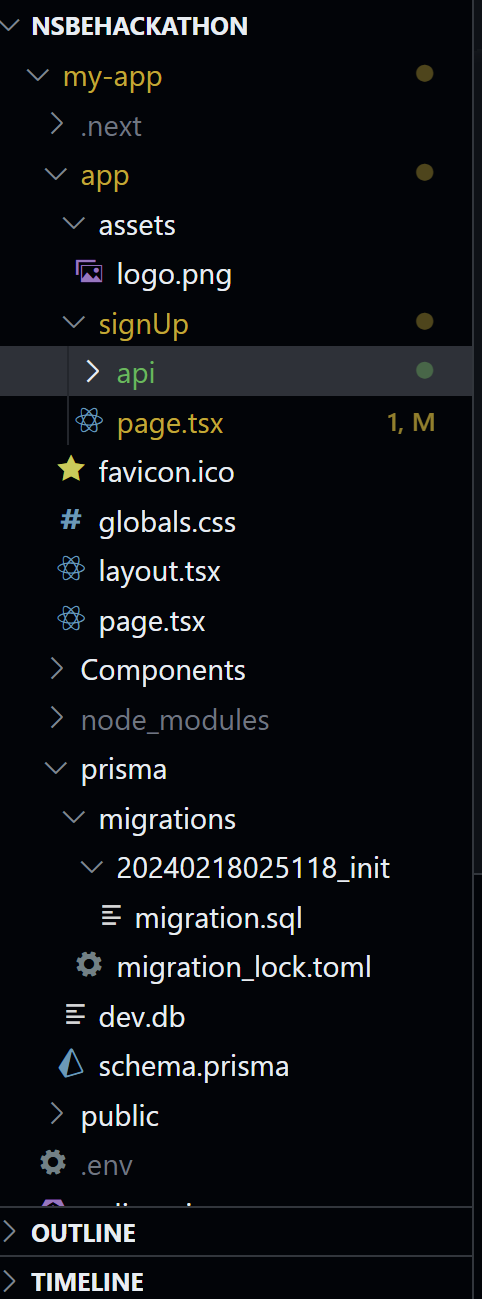 NSBEHACKATHON
my-app
.next
app
assets
logo.png
signUp
api
page.tsx 1, M
favicon.ico
# globals.css
layout.tsx
page.tsx
Components
node_modules
prisma
migrations
20240218025118_init
migration.sql
migration_lock.toml
dev.db
schema.prisma
public
.env
OUTLINE
TIMELINE